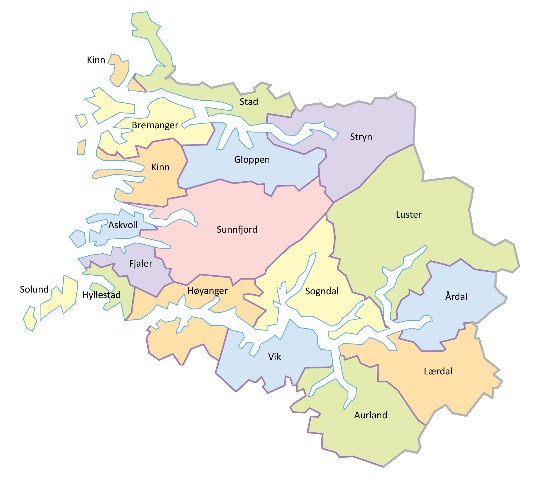 Kinn
Stad
Bremanger
Stryn
Gloppen
Kinn
Luster
Askvoll
Sunnfjord
Fjaler
Solund
Hyllestad
Høyanger
Sogndal
Årdal
Vik
Lærdal
Aurland